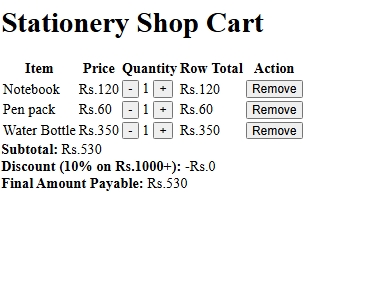 Stationery Shop Cart
Item Price Quantity Row Total Action
Notebook Rs.120 - 1 + Rs.120 Remove
Pen pack Rs.60 - 1 + Rs.60 Remove
Water Bottle Rs.350 - 1 + Rs.350 Remove
Subtotal: Rs.530
Discount (10% on Rs.1000+): -Rs.0
Final Amount Payable: Rs.530